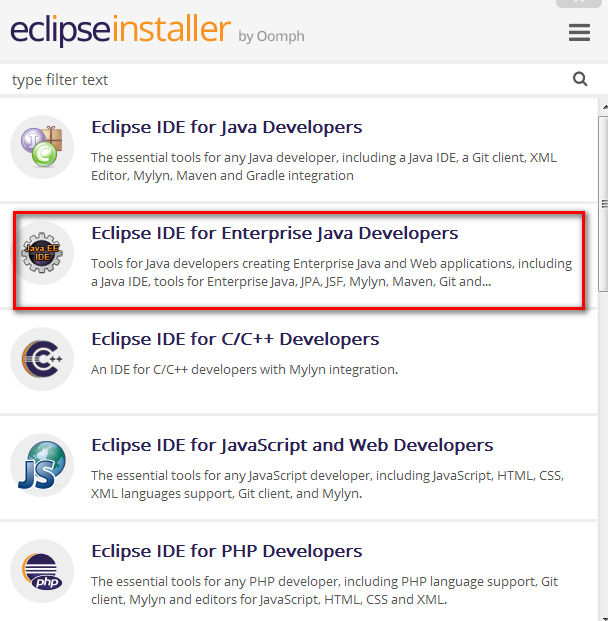 eclipseinstaller by Oomph
type filter text
Eclipse IDE for Java Developers
The essential tools for any Java developer, including a Java IDE, a Git client, XML
Editor, Mylyn, Maven and Gradle integration
Java EE
IDE
Eclipse IDE for Enterprise Java Developers
Tools for Java developers creating Enterprise Java and Web applications, including
a Java IDE, tools for Enterprise Java, JPA, JSF, Mylyn, Maven, Git and...
C++
Eclipse IDE for C/C++ Developers
An IDE for C/C++ developers with Mylyn integration.
JS
Eclipse IDE for JavaScript and Web Developers
The essential tools for any JavaScript developer, including JavaScript, HTML, CSS,
XML languages support, Git client, and Mylyn.
php
Eclipse IDE for PHP Developers
The essential tools for any PHP developer, including PHP language support, Git
client, Mylyn and editors for JavaScript, HTML, CSS and XML.